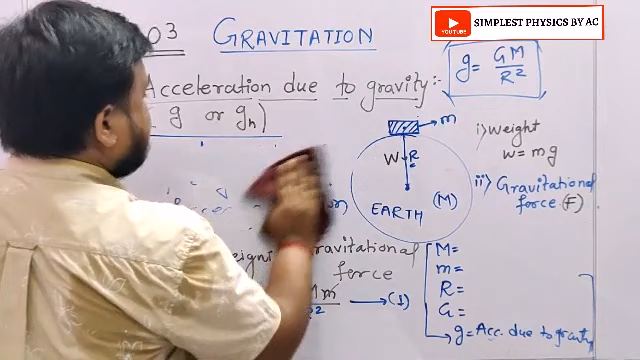 03 GRAVITATION
SIMPLEST PHYSICS BY AC
YOUTUBE
g = GM/R²
Acceleration due to gravity:-
g or gₕ)
m
W R
EARTH (M)
i) Weight
W = mg
ii) Gravitational
force (F)
Gravitational
force
→ (1)
M =
m =
R =
G =
g = Acc. due to gravity